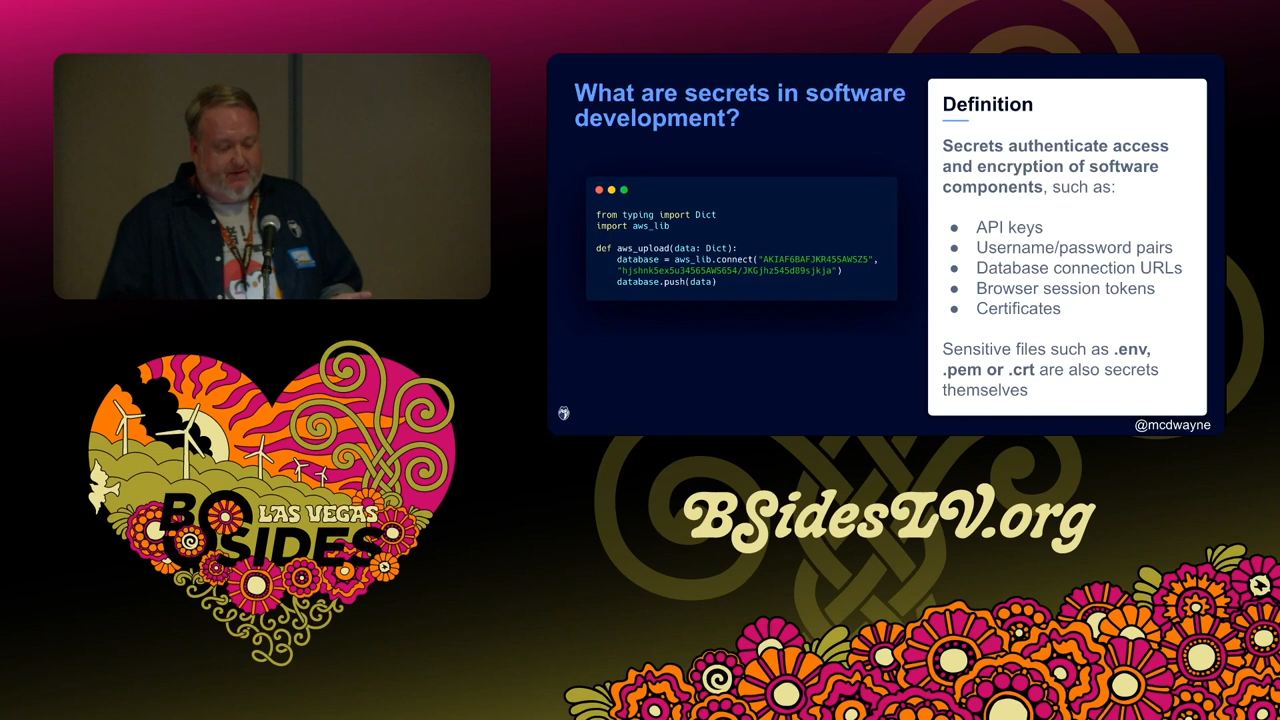 What are secrets in software
development?
from typing import Dict
import aws_lib
def aws_upload(data: Dict):
database = aws_lib.connect("AKIAF6BAFJKR45SAWSZ5",
"hjshnk5ex5u34565AWS654/JKGjhz545d89sjkja")
database.push(data)
Definition
Secrets authenticate access
and encryption of software
components, such as:
● API keys
● Username/password pairs
● Database connection URLs
● Browser session tokens
● Certificates
Sensitive files such as .env,
.pem or .crt are also secrets
themselves
@mcdwayne
LAS VEGAS
BSIDES
BSidesLV.org